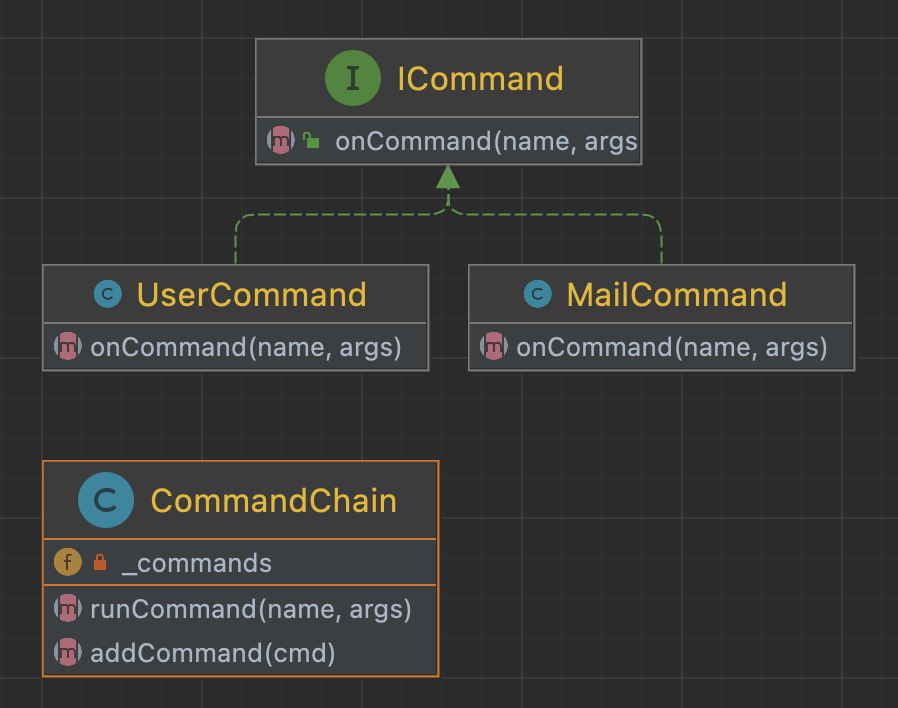 I ICommand
m onCommand(name, args
C UserCommand
m onCommand(name, args)
C MailCommand
m onCommand(name, args)
C CommandChain
f _commands
m runCommand(name, args)
m addCommand(cmd)